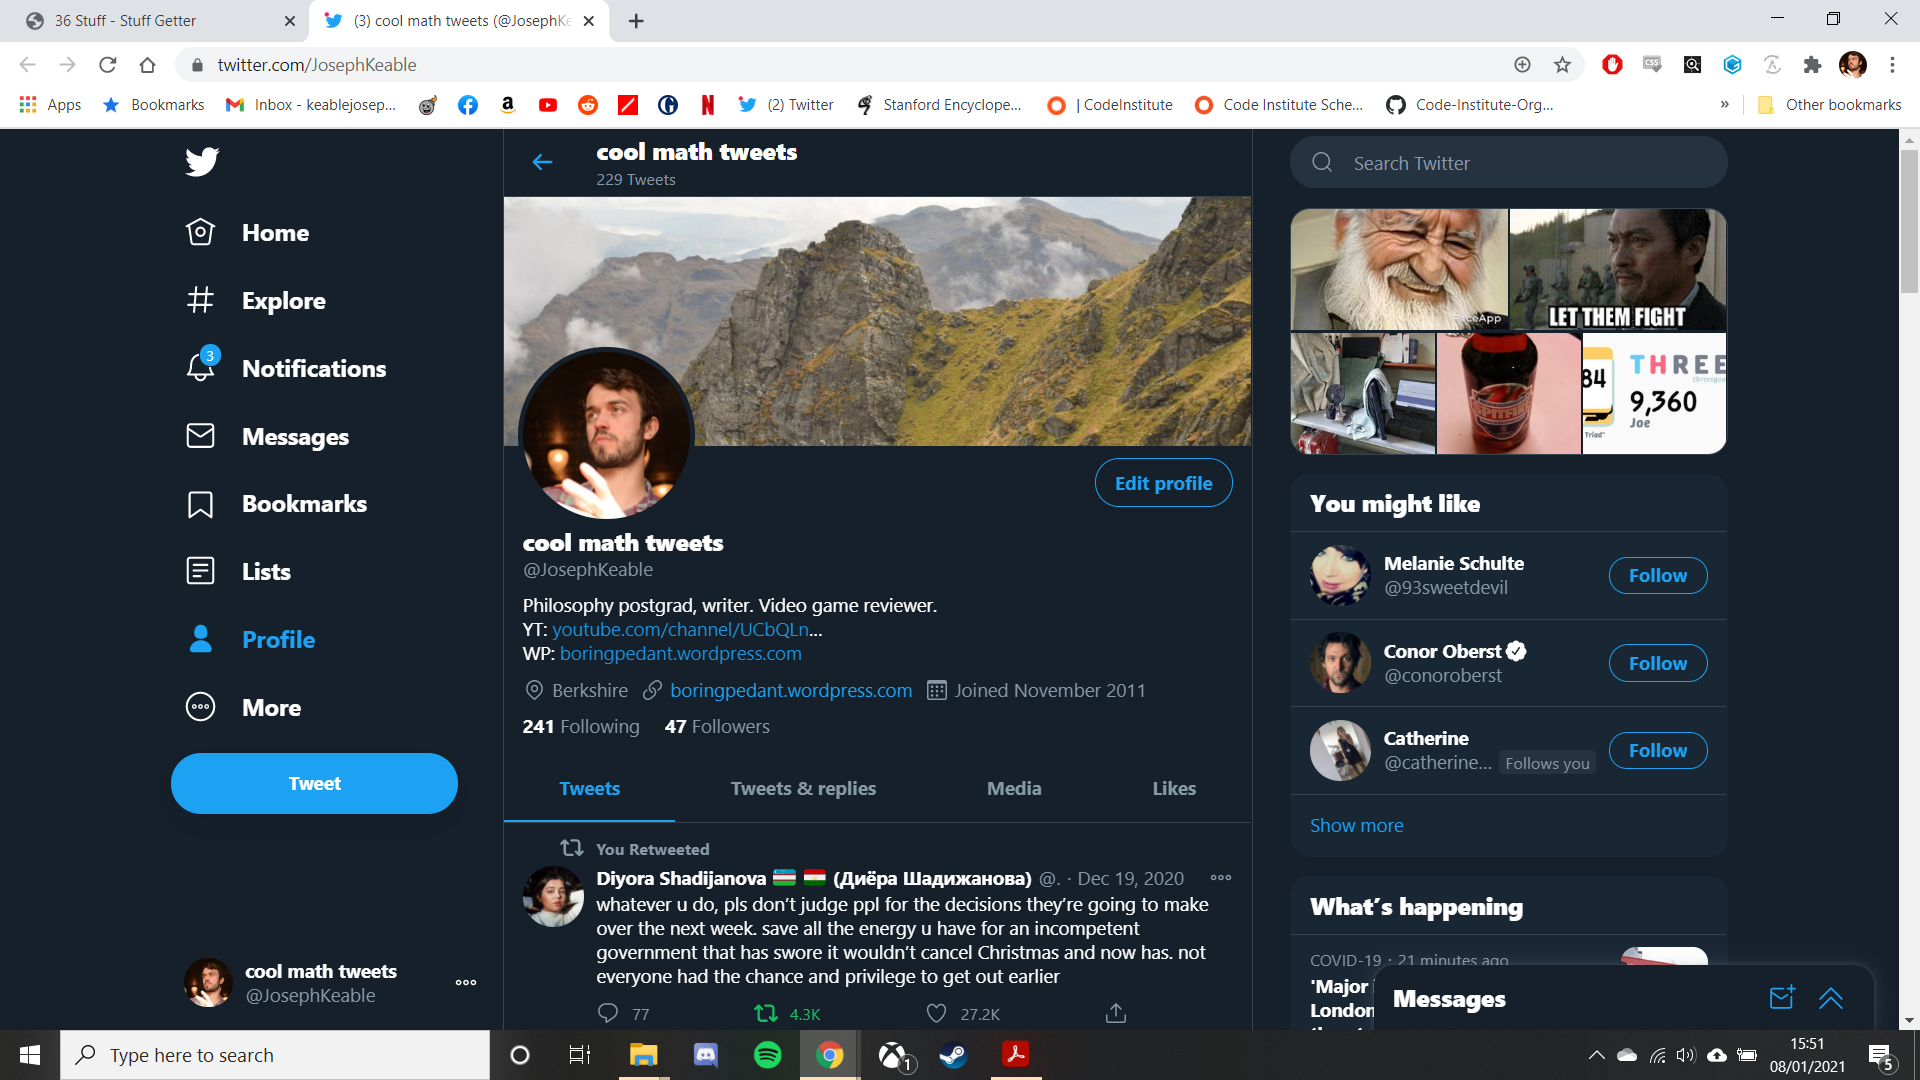 36 Stuff - Stuff Getter
(3) cool math tweets (@JosephKe
twitter.com/JosephKeable
Apps
Bookmarks
Inbox - keablejosep...
(2) Twitter
Stanford Encyclope...
| CodeInstitute
Code Institute Sche...
Code-Institute-Org...
»
Other bookmarks
cool math tweets
229 Tweets
Search Twitter
Home
Explore
3
Notifications
Messages
Bookmarks
Lists
Profile
More
Tweet
cool math tweets
@JosephKeable
Edit profile
cool math tweets
@JosephKeable
Philosophy postgrad, writer. Video game reviewer.
YT: youtube.com/channel/UCbQLn...
WP: boringpedant.wordpress.com
Berkshire
boringpedant.wordpress.com
Joined November 2011
241 Following
47 Followers
Tweets
Tweets & replies
Media
Likes
You Retweeted
Diyora Shadijanova 🇺🇿 🇹🇯 (Диёра Шадижанова) @. · Dec 19, 2020
whatever u do, pls don’t judge ppl for the decisions they’re going to make
over the next week. save all the energy u have for an incompetent
government that has swore it wouldn’t cancel Christmas and now has. not
everyone had the chance and privilege to get out earlier
77
4.3K
27.2K
FaceApp
LET THEM FIGHT
SPITFIRE
84
Triad"
THREE
9,360
Joe
You might like
Melanie Schulte
@93sweetdevil
Follow
Conor Oberst
@conoroberst
Follow
Catherine
@catherine...
Follows you
Follow
Show more
What’s happening
COVID-19 · 21 minutes ago
'Major
London
Messages
Type here to search
1
15:51
08/01/2021
5